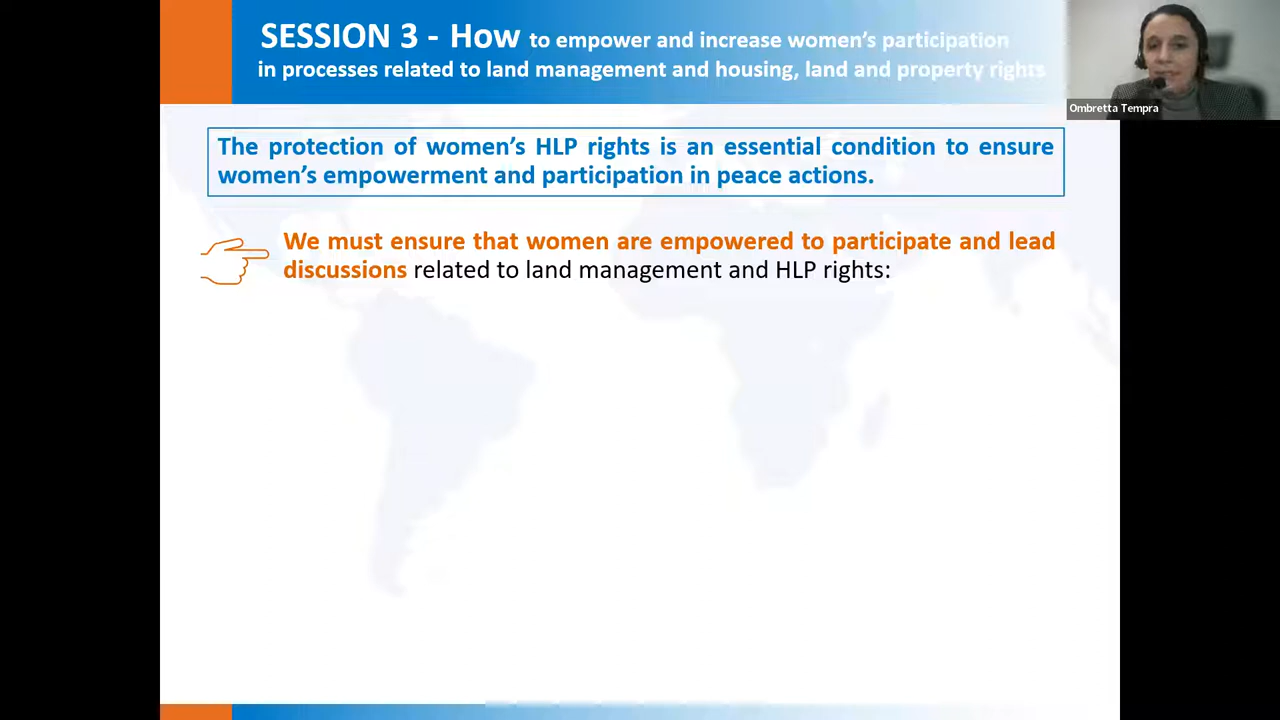 SESSION 3 - How to empower and increase women's participation
in processes related to land management and housing, land and property rights
Ombretta Tempra
The protection of women's HLP rights is an essential condition to ensure
women's empowerment and participation in peace actions.
We must ensure that women are empowered to participate and lead
discussions related to land management and HLP rights: